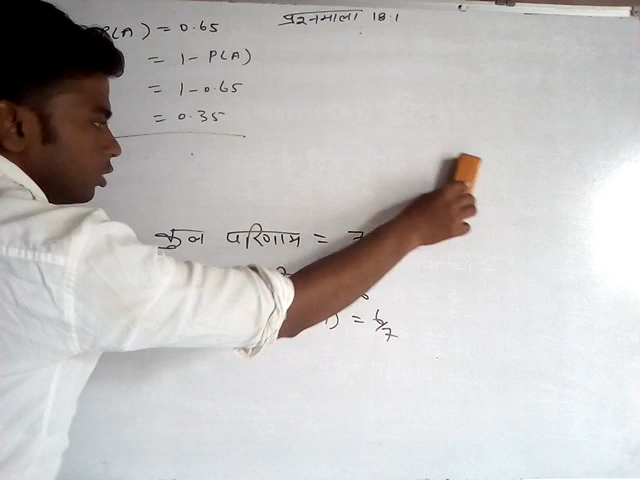 प्रश्नमाला 18.1
P(A) = 0.65
= 1 - P(A)
= 1 - 0.65
= 0.35
कुल परिणाम = 7
) = 6/7